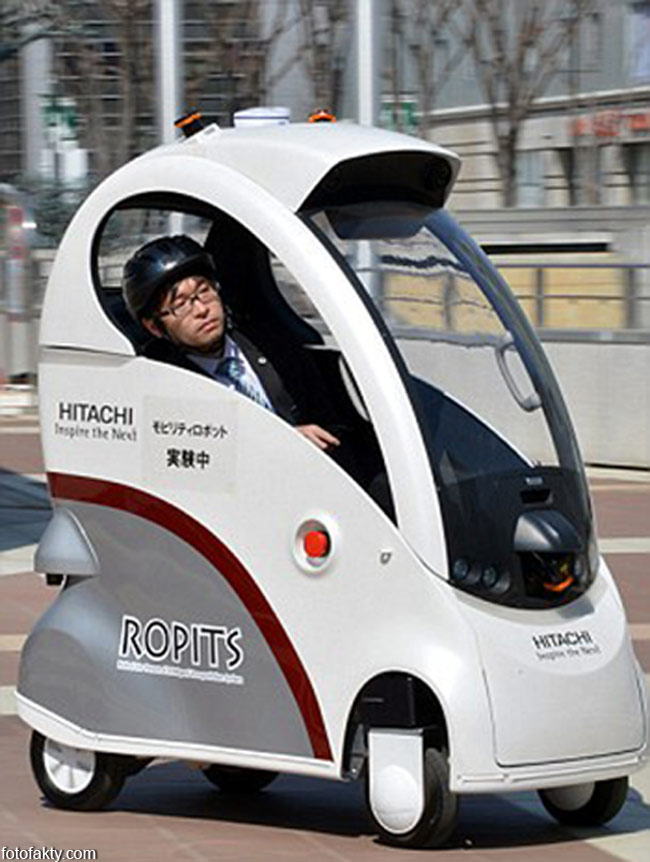 HITACHI
Inspire the Next
モビリティロボット
実験中
ROPITS
HITACHI
Inspire the Next
fotofakty.com